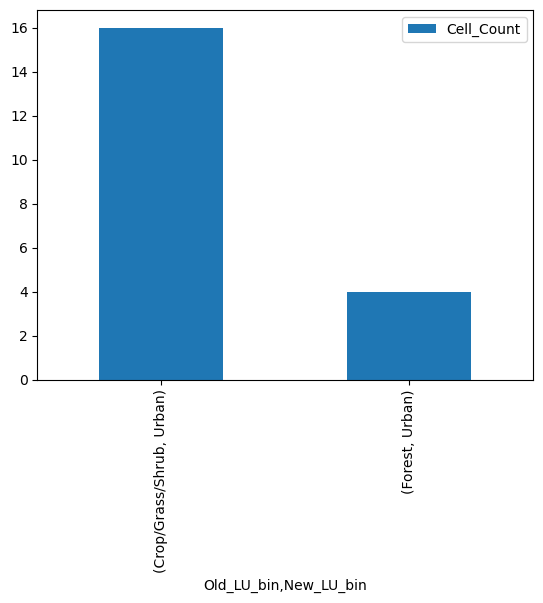 Cell_Count
16
14
12
10
8
6
4
2
0
(Crop/Grass/Shrub, Urban)
(Forest, Urban)
Old_LU_bin,New_LU_bin